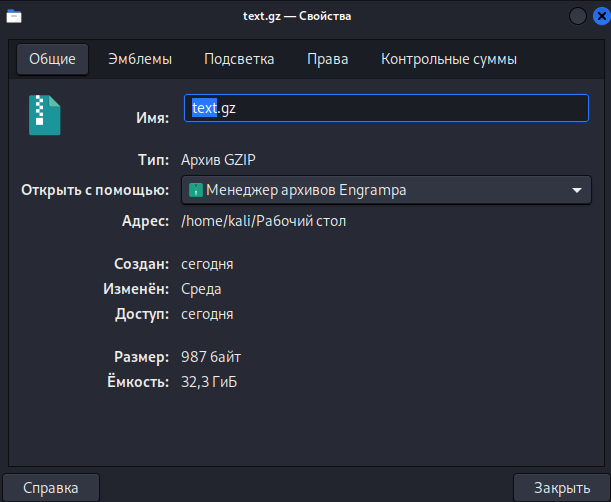 text.gz — Свойства
Общие Эмблемы Подсветка Права Контрольные суммы
Имя: text.gz
Тип: Архив GZIP
Открыть с помощью: Менеджер архивов Engrampa
Адрес: /home/kali/Рабочий стол
Создан: сегодня
Изменён: Среда
Доступ: сегодня
Размер: 987 байт
Ёмкость: 32,3 ГиБ
Справка Закрыть